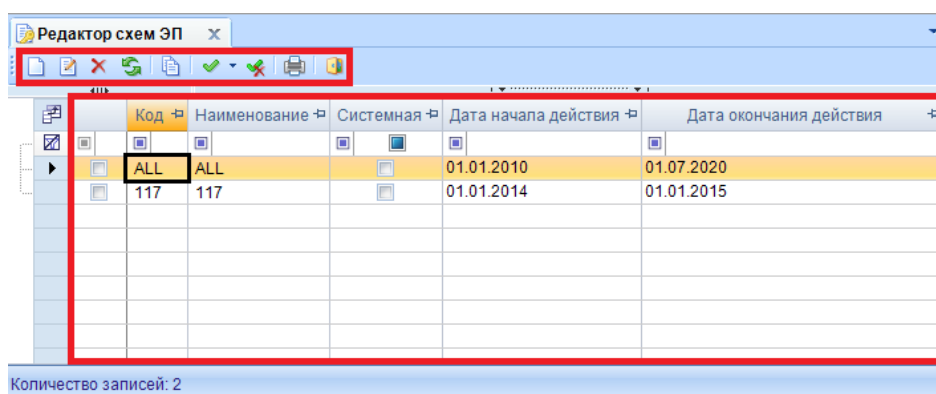 Редактор схем ЭП
Код Наименование Системная Дата начала действия Дата окончания действия
ALL ALL 01.01.2010 01.07.2020
117 117 01.01.2014 01.01.2015
Количество записей: 2